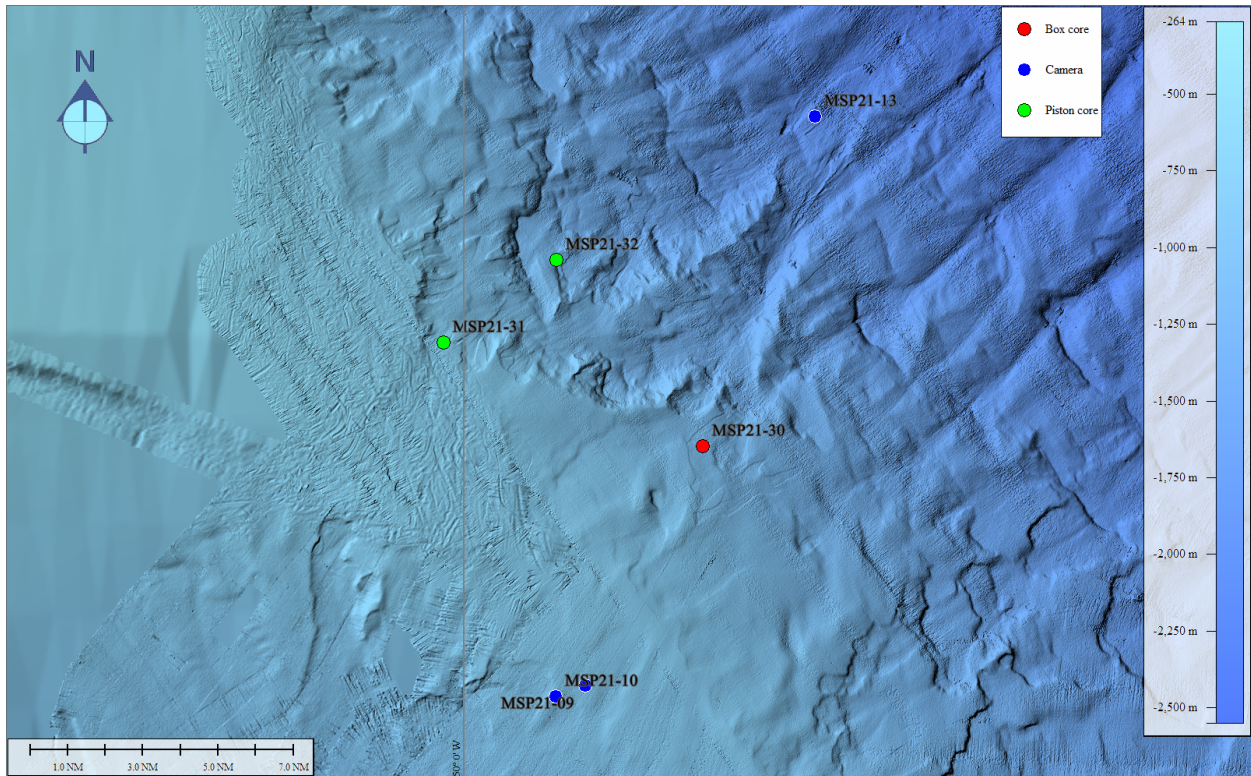 N
Box core
Camera
Piston core
-264 m
-500 m
-750 m
-1,000 m
-1,250 m
-1,500 m
-1,750 m
-2,000 m
-2,250 m
-2,500 m
MSP21-13
MSP21-32
MSP21-31
MSP21-30
MSP21-10
MSP21-09
50° 0' W
1.0 NM 3.0 NM 5.0 NM 7.0 NM